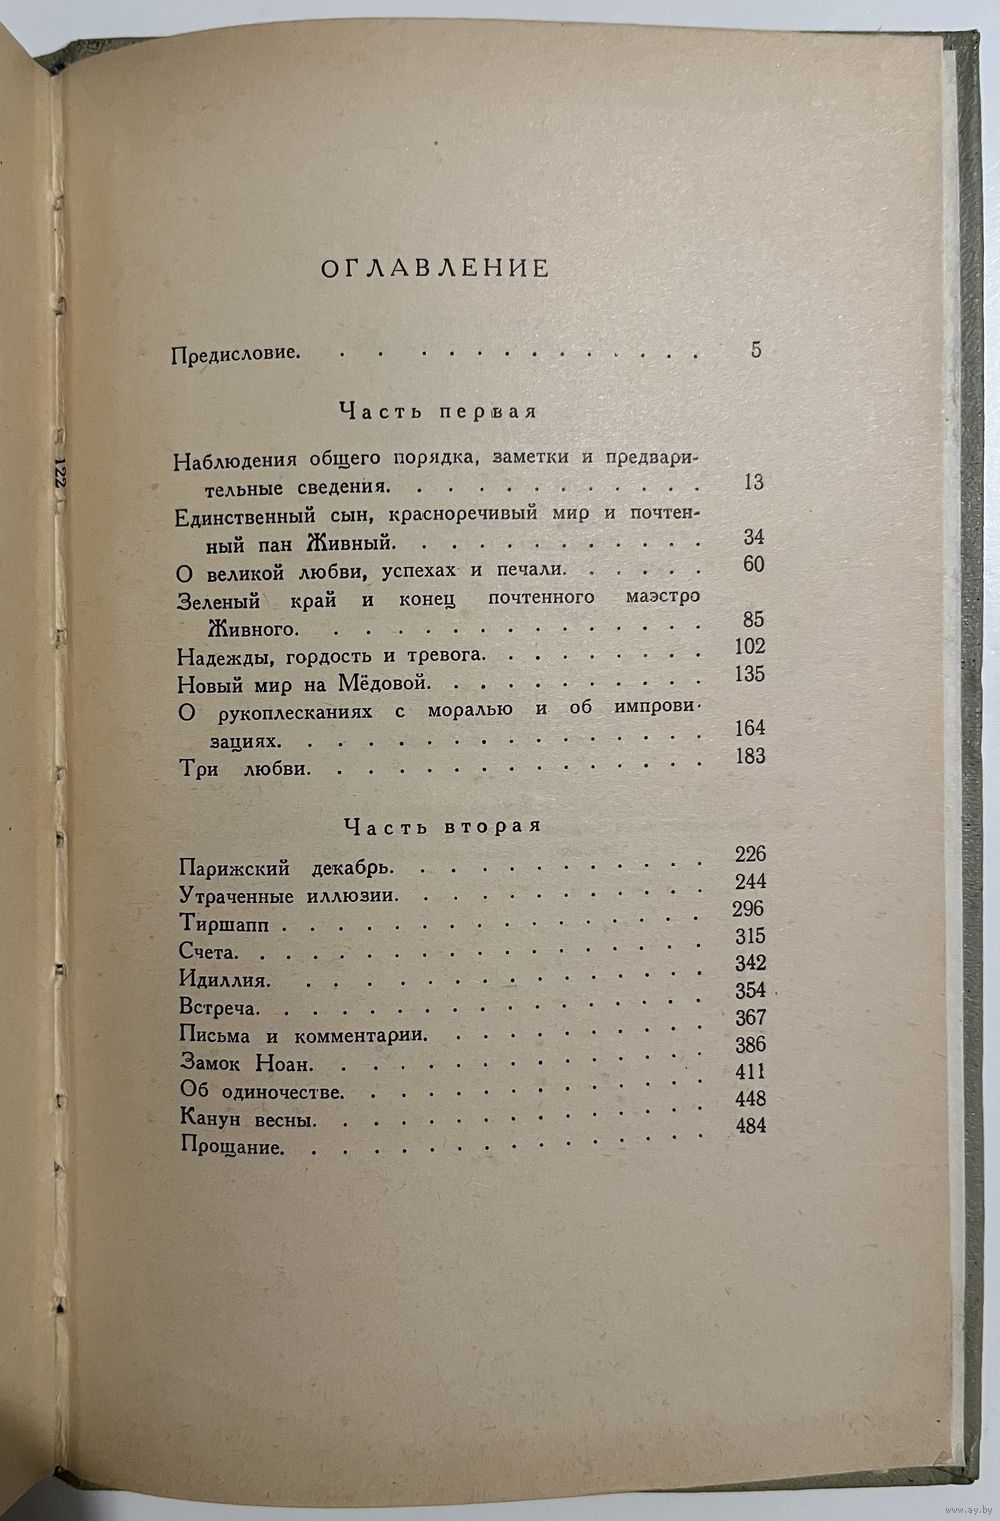 ОГЛАВЛЕНИЕ
Предисловие. . . . . . . . . . . . . . 5
Часть первая
Наблюдения общего порядка, заметки и предвари-
тельные сведения. . . . . . . . . . . . 13
Единственный сын, красноречивый мир и почтен-
ный пан Живный. . . . . . . . . . . . 34
О великой любви, успехах и печали. . . . . . 60
Зеленый край и конец почтенного маэстро
Живного. . . . . . . . . . . . . . . 85
Надежды, гордость и тревога. . . . . . . . . 102
Новый мир на Мёдовой. . . . . . . . . . . 135
О рукоплесканиях с моралью и об импрови-
зациях. . . . . . . . . . . . . . . . 164
Три любви. . . . . . . . . . . . . . . 183
Часть вторая
Парижский декабрь. . . . . . . . . . . . 226
Утраченные иллюзии. . . . . . . . . . . . 244
Тиршапп . . . . . . . . . . . . . . . . 296
Счета. . . . . . . . . . . . . . . . . . 315
Идиллия. . . . . . . . . . . . . . . . 342
Встреча. . . . . . . . . . . . . . . . . 354
Письма и комментарии. . . . . . . . . . . 367
Замок Ноан. . . . . . . . . . . . . . . 386
Об одиночестве. . . . . . . . . . . . . . 411
Канун весны. . . . . . . . . . . . . . . 448
Прощание. . . . . . . . . . . . . . . . 484
122
www.ay.by